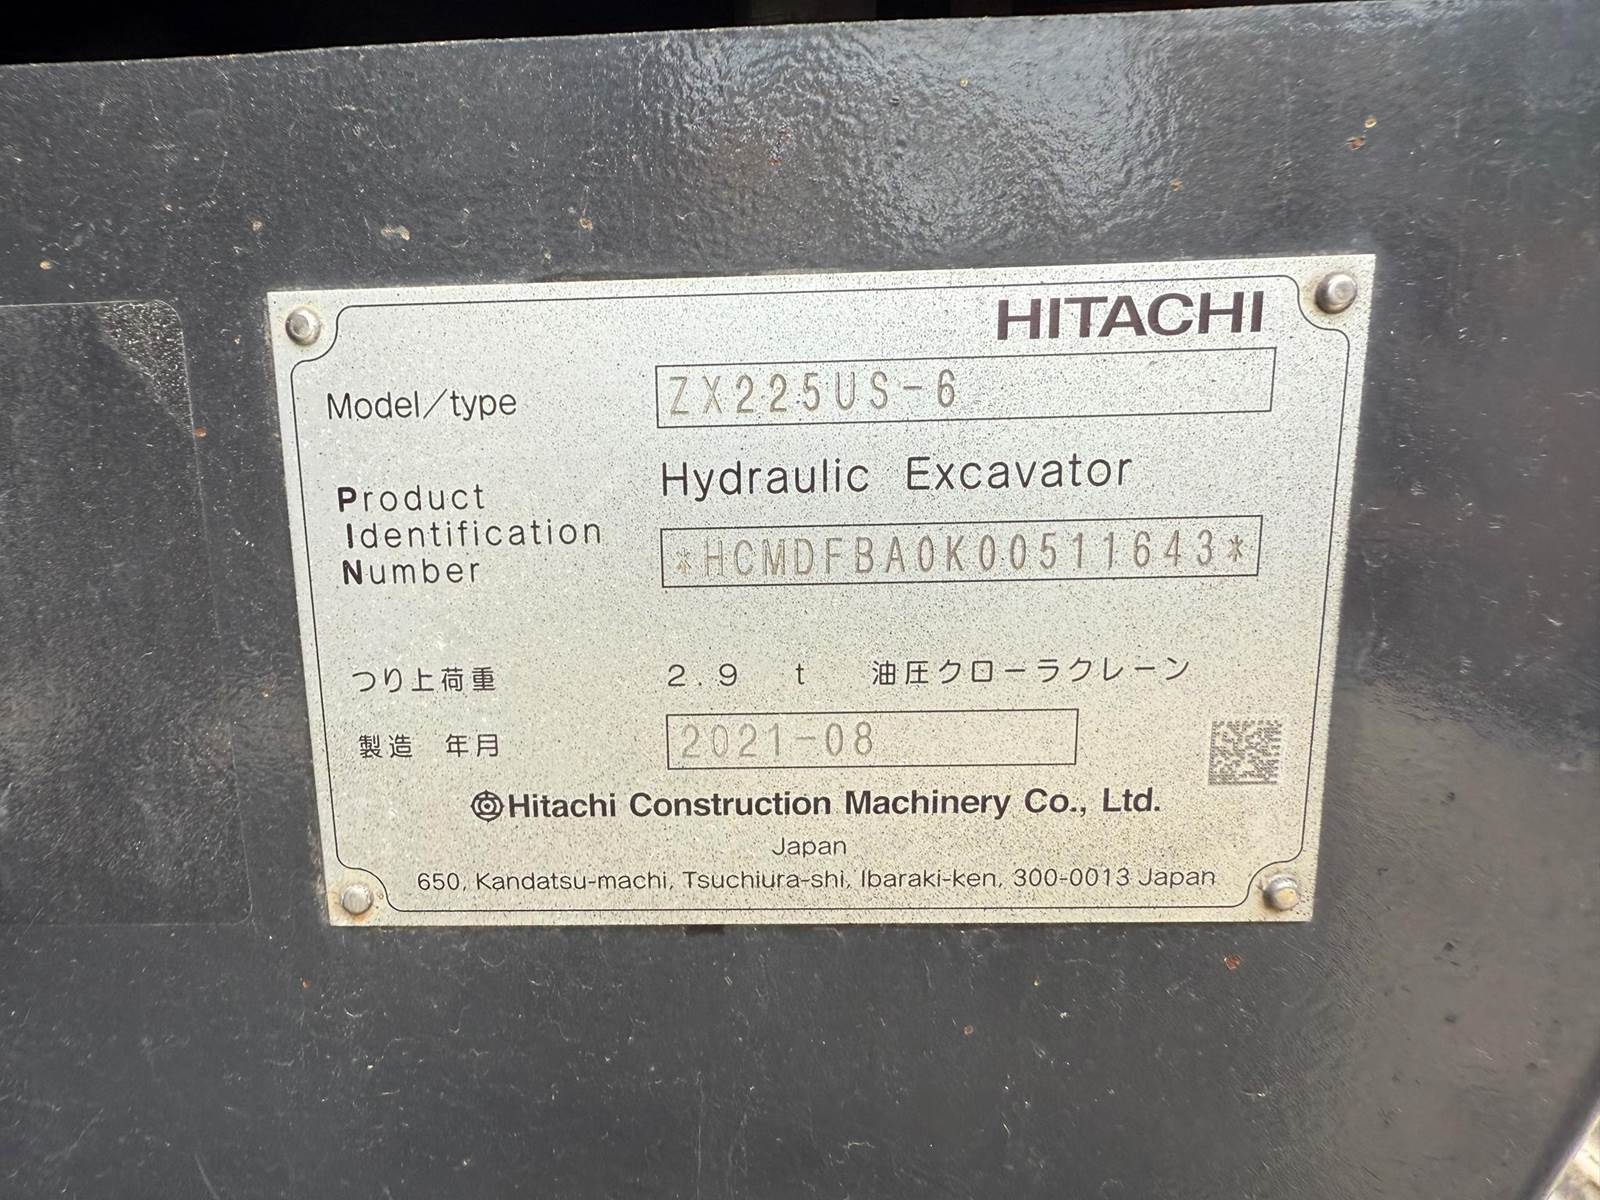 HITACHI
Model/type ZX225US-6
Hydraulic Excavator
Product
Identification
Number *HCMDFBA0K00511643*
つり上荷重 2.9 t 油圧クローラクレーン
製造 年月 2021-08
Hitachi Construction Machinery Co., Ltd.
Japan
650, Kandatsu-machi, Tsuchiura-shi, Ibaraki-ken, 300-0013 Japan